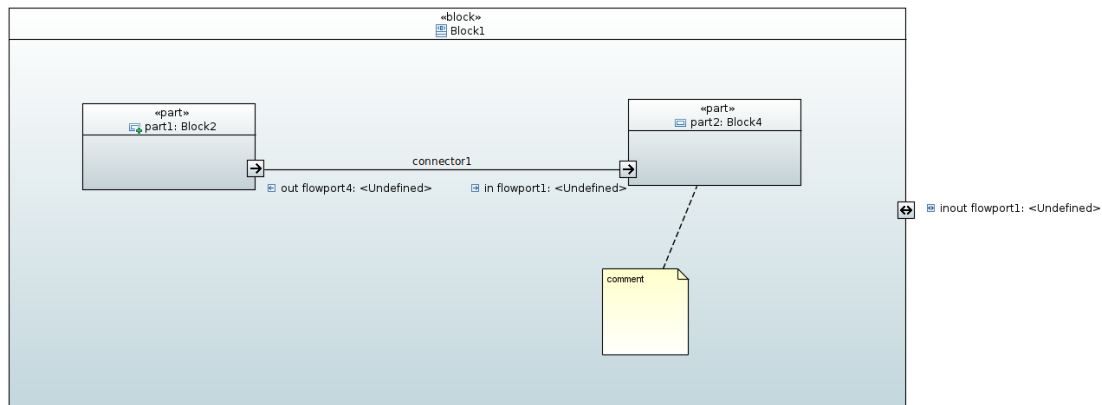 «block»
Block1
«part»
part1: Block2
«part»
part2: Block4
connector1
out flowport4: <Undefined>
in flowport1: <Undefined>
inout flowport1: <Undefined>
comment